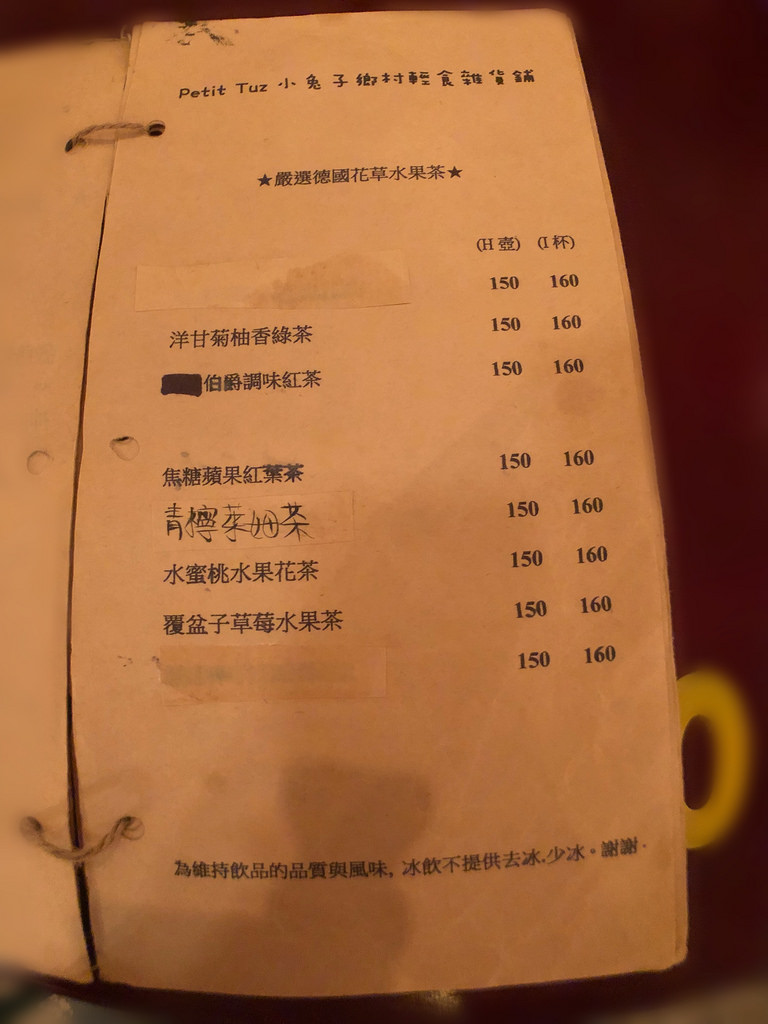 Petit Tuz 小兔子鄉村輕食雜貨鋪
★嚴選德國花草水果茶★
(H 壺) (I 杯)
150 160
洋甘菊柚香綠茶 150 160
伯爵調味紅茶 150 160
焦糖蘋果紅葉茶 150 160
青檸萊姆茶 150 160
水蜜桃水果花茶 150 160
覆盆子草莓水果茶 150 160
150 160
為維持飲品的品質與風味, 冰飲不提供去冰.少冰。謝謝.